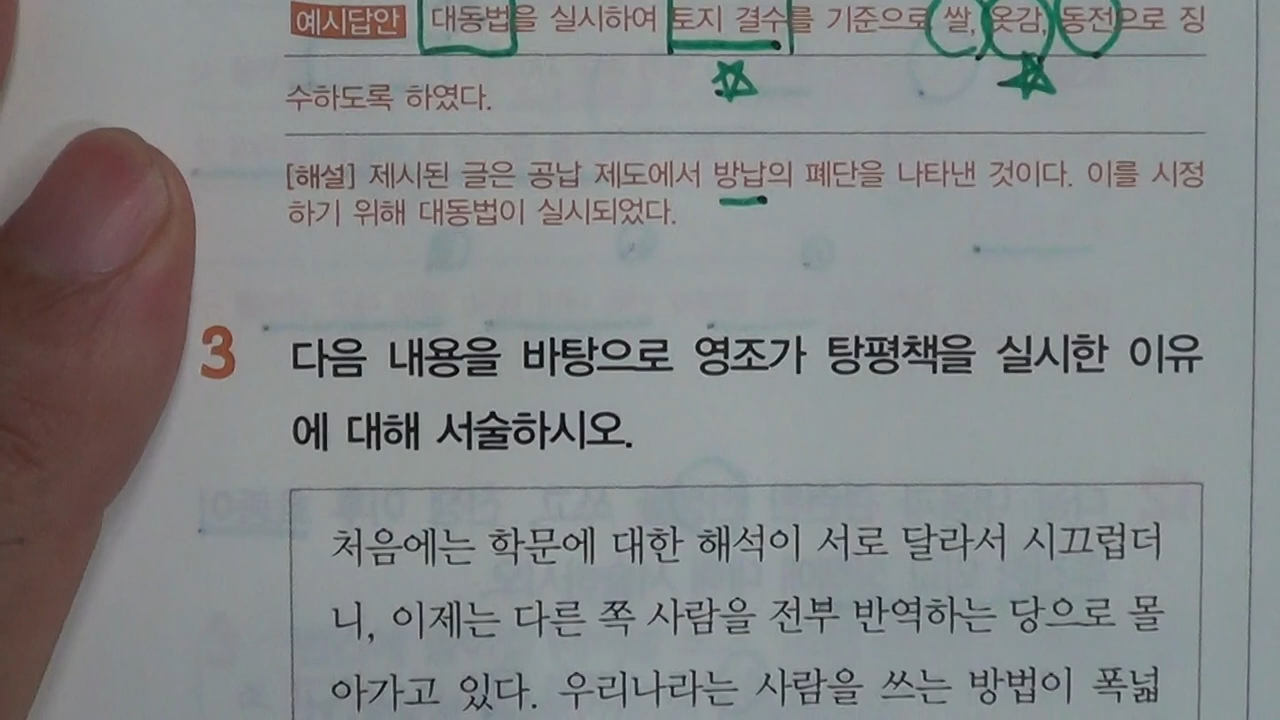 예시답안 대동법을 실시하여 토지 결수를 기준으로 쌀, 옷감, 동전으로 징
수하도록 하였다.
[해설] 제시된 글은 공납 제도에서 방납의 폐단을 나타낸 것이다. 이를 시정
하기 위해 대동법이 실시되었다.
3 다음 내용을 바탕으로 영조가 탕평책을 실시한 이유
에 대해 서술하시오.
처음에는 학문에 대한 해석이 서로 달라서 시끄럽더
니, 이제는 다른 쪽 사람을 전부 반역하는 당으로 몰
아가고 있다. 우리나라는 사람을 쓰는 방법이 폭넓